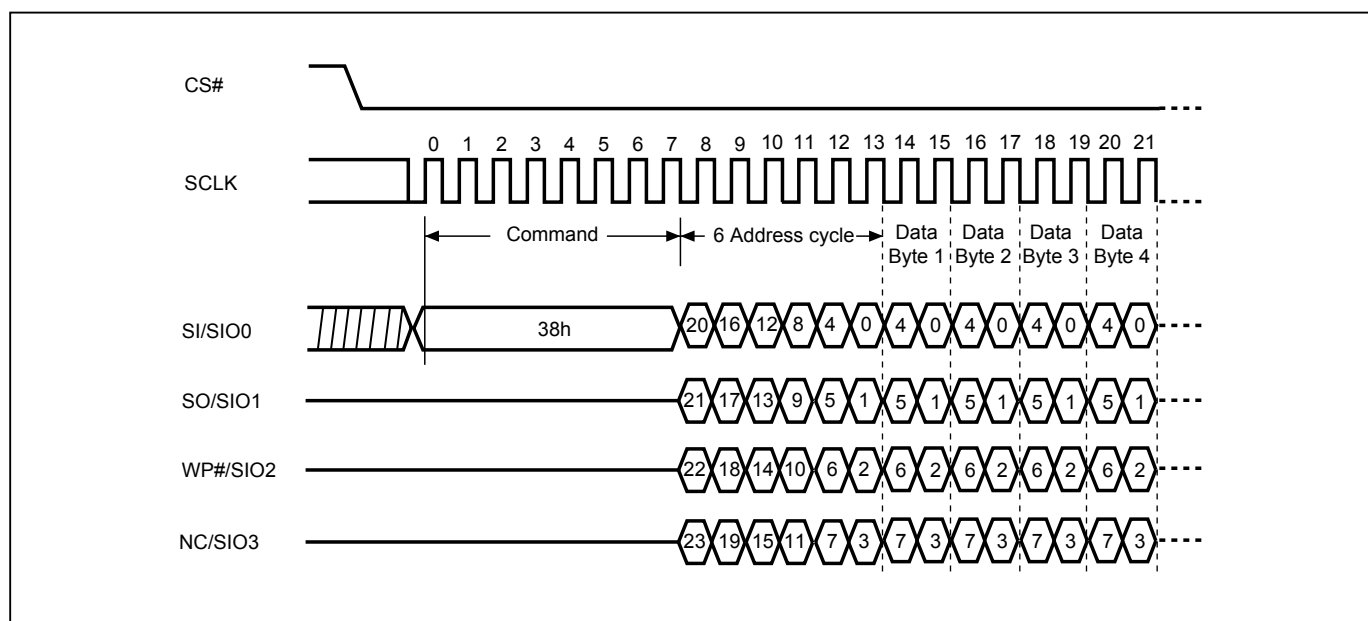 CS#
0 1 2 3 4 5 6 7 8 9 10 11 12 13 14 15 16 17 18 19 20 21
SCLK
Command 6 Address cycle Data Data Data Data
Byte 1 Byte 2 Byte 3 Byte 4
SI/SIO0 38h 20 16 12 8 4 0 4 0 4 0 4 0 4 0
SO/SIO1 21 17 13 9 5 1 5 1 5 1 5 1 5 1
WP#/SIO2 22 18 14 10 6 2 6 2 6 2 6 2 6 2
NC/SIO3 23 19 15 11 7 3 7 3 7 3 7 3 7 3